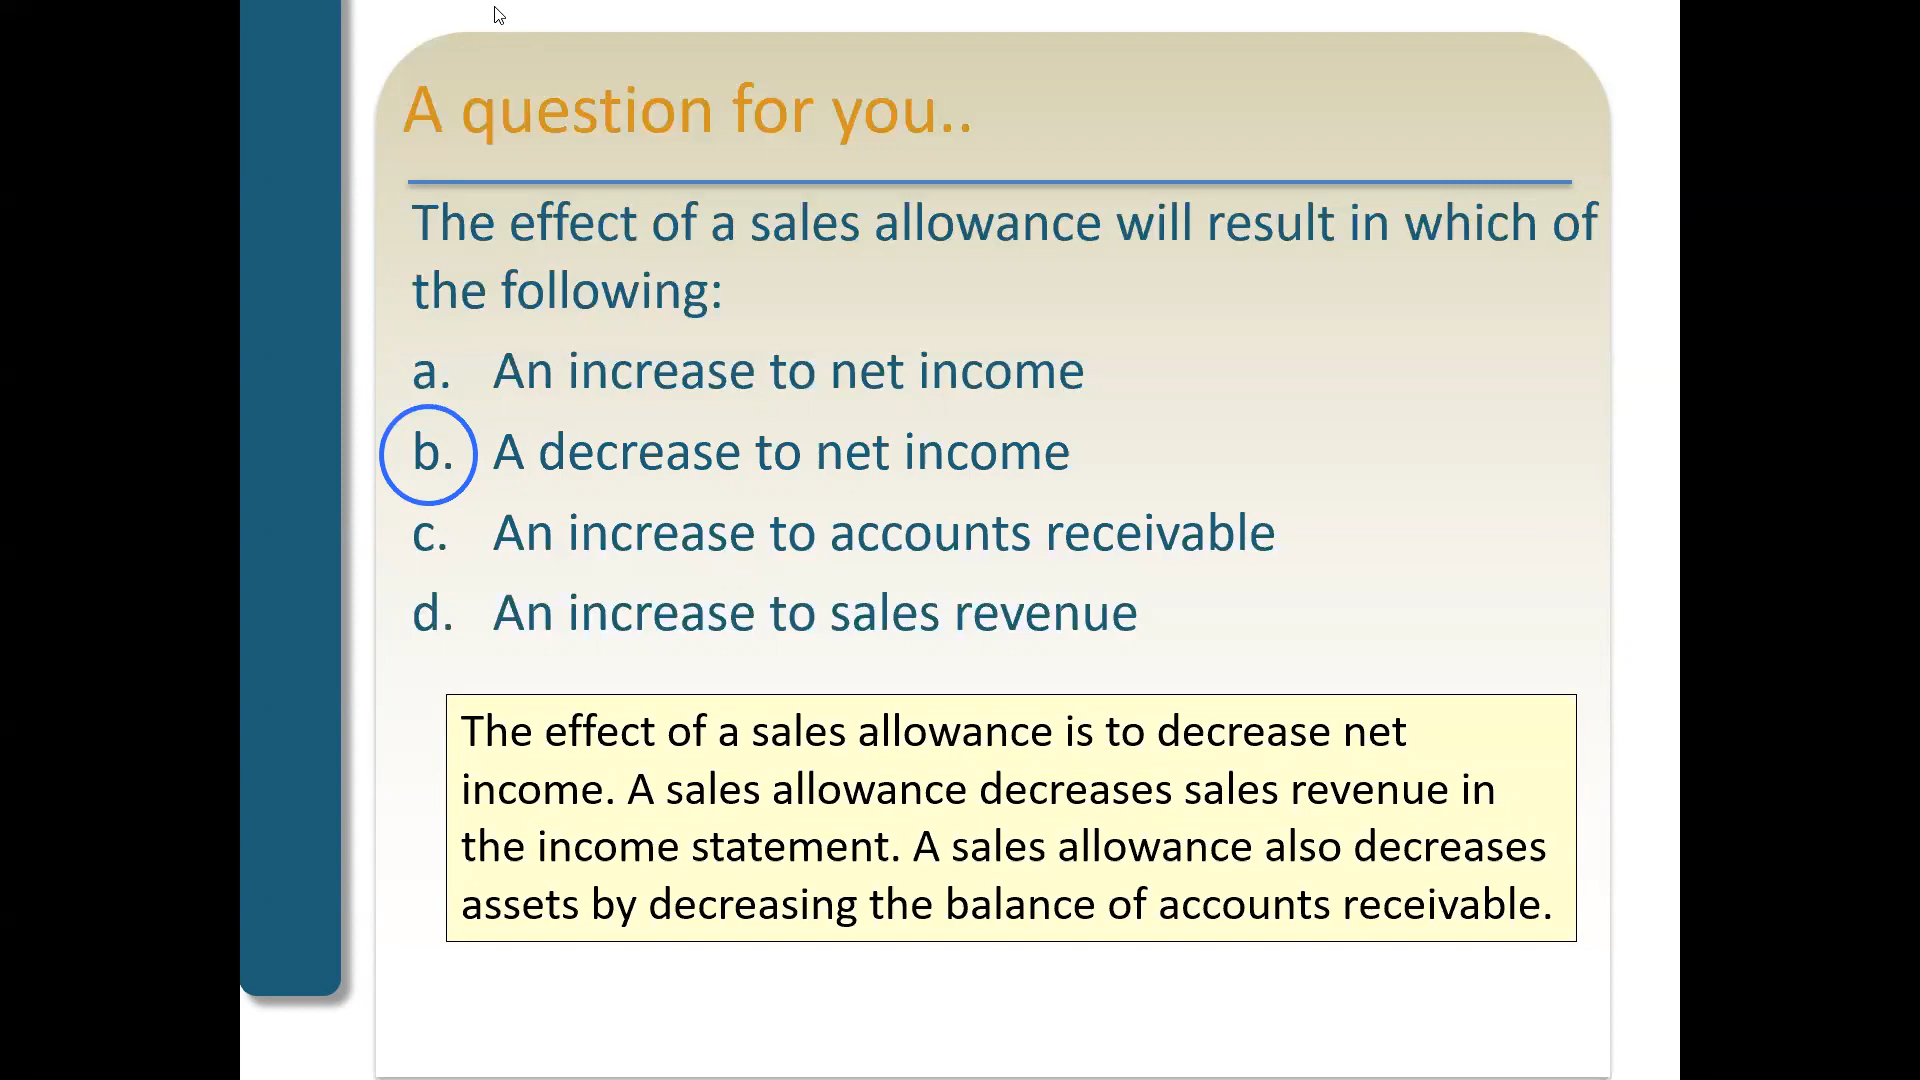 A question for you..
The effect of a sales allowance will result in which of
the following:
a. An increase to net income
b. A decrease to net income
c. An increase to accounts receivable
d. An increase to sales revenue
The effect of a sales allowance is to decrease net
income. A sales allowance decreases sales revenue in
the income statement. A sales allowance also decreases
assets by decreasing the balance of accounts receivable.